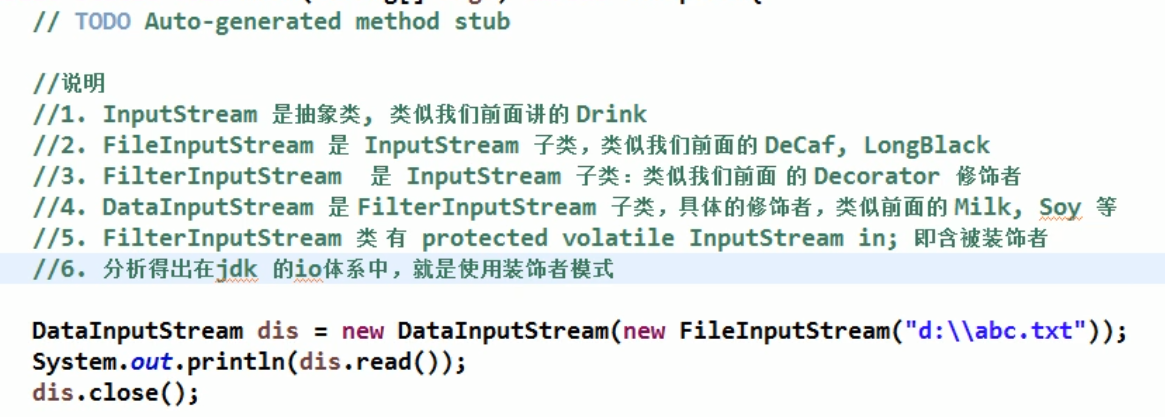 // TODO Auto-generated method stub
//说明
//1. InputStream 是抽象类, 类似我们前面讲的 Drink
//2. FileInputStream 是 InputStream 子类，类似我们前面的 DeCaf, LongBlack
//3. FilterInputStream 是 InputStream 子类：类似我们前面 的 Decorator 修饰者
//4. DataInputStream 是 FilterInputStream 子类，具体的修饰者，类似前面的 Milk, Soy 等
//5. FilterInputStream 类 有 protected volatile InputStream in; 即含被装饰者
//6. 分析得出在jdk 的io体系中，就是使用装饰者模式
DataInputStream dis = new DataInputStream(new FileInputStream("d:\\abc.txt"));
System.out.println(dis.read());
dis.close();